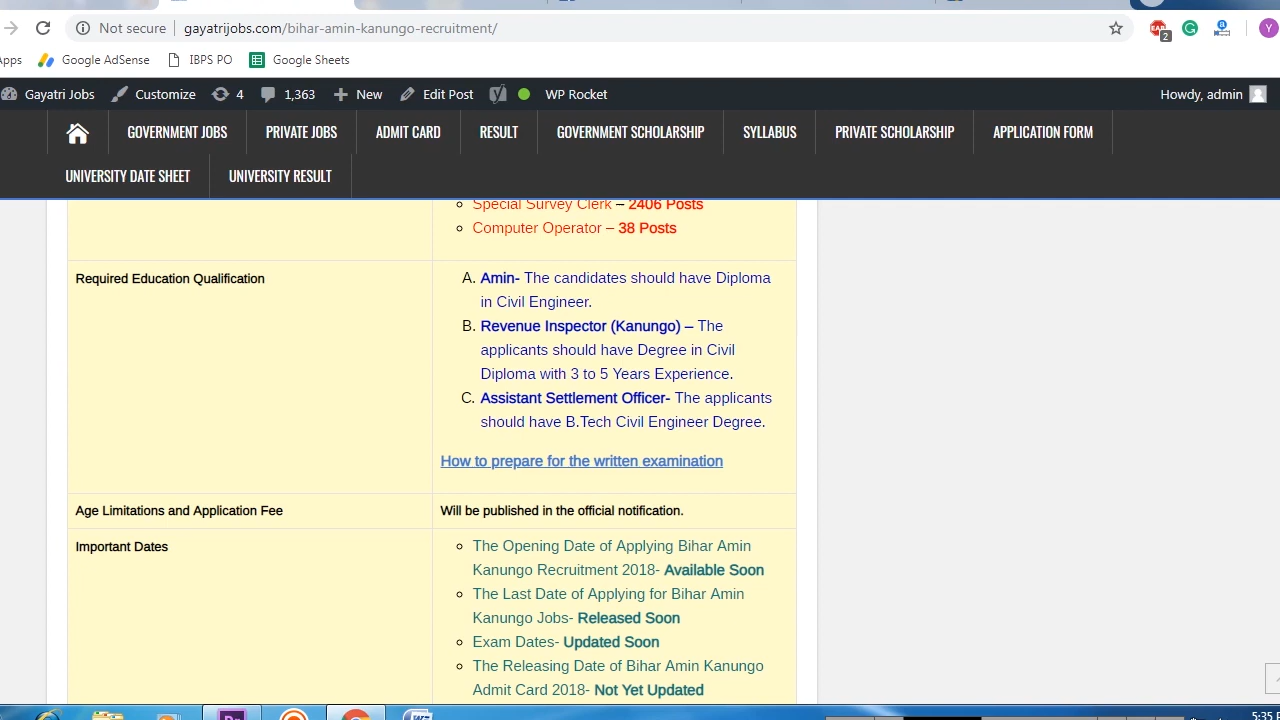 Not secure | gayatrijobs.com/bihar-amin-kanungo-recruitment/
2
Y
Google AdSense IBPS PO Google Sheets
Gayatri Jobs Customize 4 1,363 New Edit Post WP Rocket Howdy, admin
GOVERNMENT JOBS PRIVATE JOBS ADMIT CARD RESULT GOVERNMENT SCHOLARSHIP SYLLABUS PRIVATE SCHOLARSHIP APPLICATION FORM
UNIVERSITY DATE SHEET UNIVERSITY RESULT
Special Survey Clerk – 2406 Posts
Computer Operator – 38 Posts
Required Education Qualification
A. Amin- The candidates should have Diploma
in Civil Engineer.
B. Revenue Inspector (Kanungo) – The
applicants should have Degree in Civil
Diploma with 3 to 5 Years Experience.
C. Assistant Settlement Officer- The applicants
should have B.Tech Civil Engineer Degree.
How to prepare for the written examination
Age Limitations and Application Fee
Will be published in the official notification.
Important Dates
The Opening Date of Applying Bihar Amin
Kanungo Recruitment 2018- Available Soon
The Last Date of Applying for Bihar Amin
Kanungo Jobs- Released Soon
Exam Dates- Updated Soon
The Releasing Date of Bihar Amin Kanungo
Admit Card 2018- Not Yet Updated
5:35